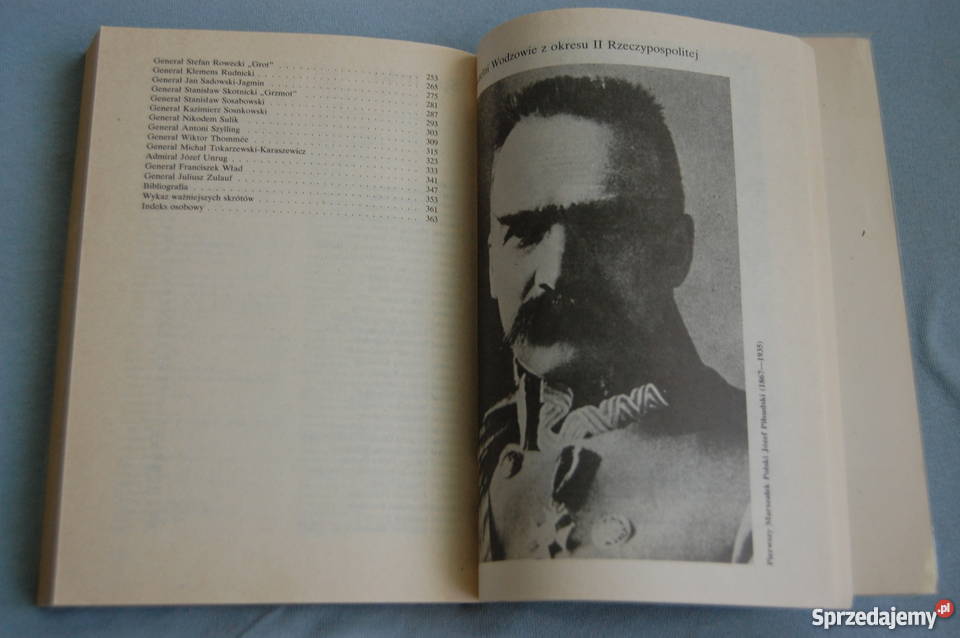 Generał Stefan Rowecki „Grot” . . . 253
Generał Klemens Rudnicki . . . 265
Generał Jan Sadowski-Jagmin . . . 275
Generał Stanisław Skotnicki „Grzmot” . . . 281
Generał Stanisław Sosabowski . . . 287
Generał Kazimierz Sosnkowski . . . 293
Generał Nikodem Sulik . . . 303
Generał Antoni Szylling . . . 309
Generał Wiktor Thommée . . . 315
Generał Michał Tokarzewski-Karaszewicz . . . 323
Admirał Józef Unrug . . . 333
Generał Franciszek Wład . . . 341
Generał Juliusz Zulauf . . . 347
Bibliografia . . . 353
Wykaz ważniejszych skrótów . . . 361
Indeks osobowy . . . 363
Wodzowie z okresu II Rzeczypospolitej
Pierwszy Marszałek Polski Józef Piłsudski (1867—1935)
Sprzedajemy.pl